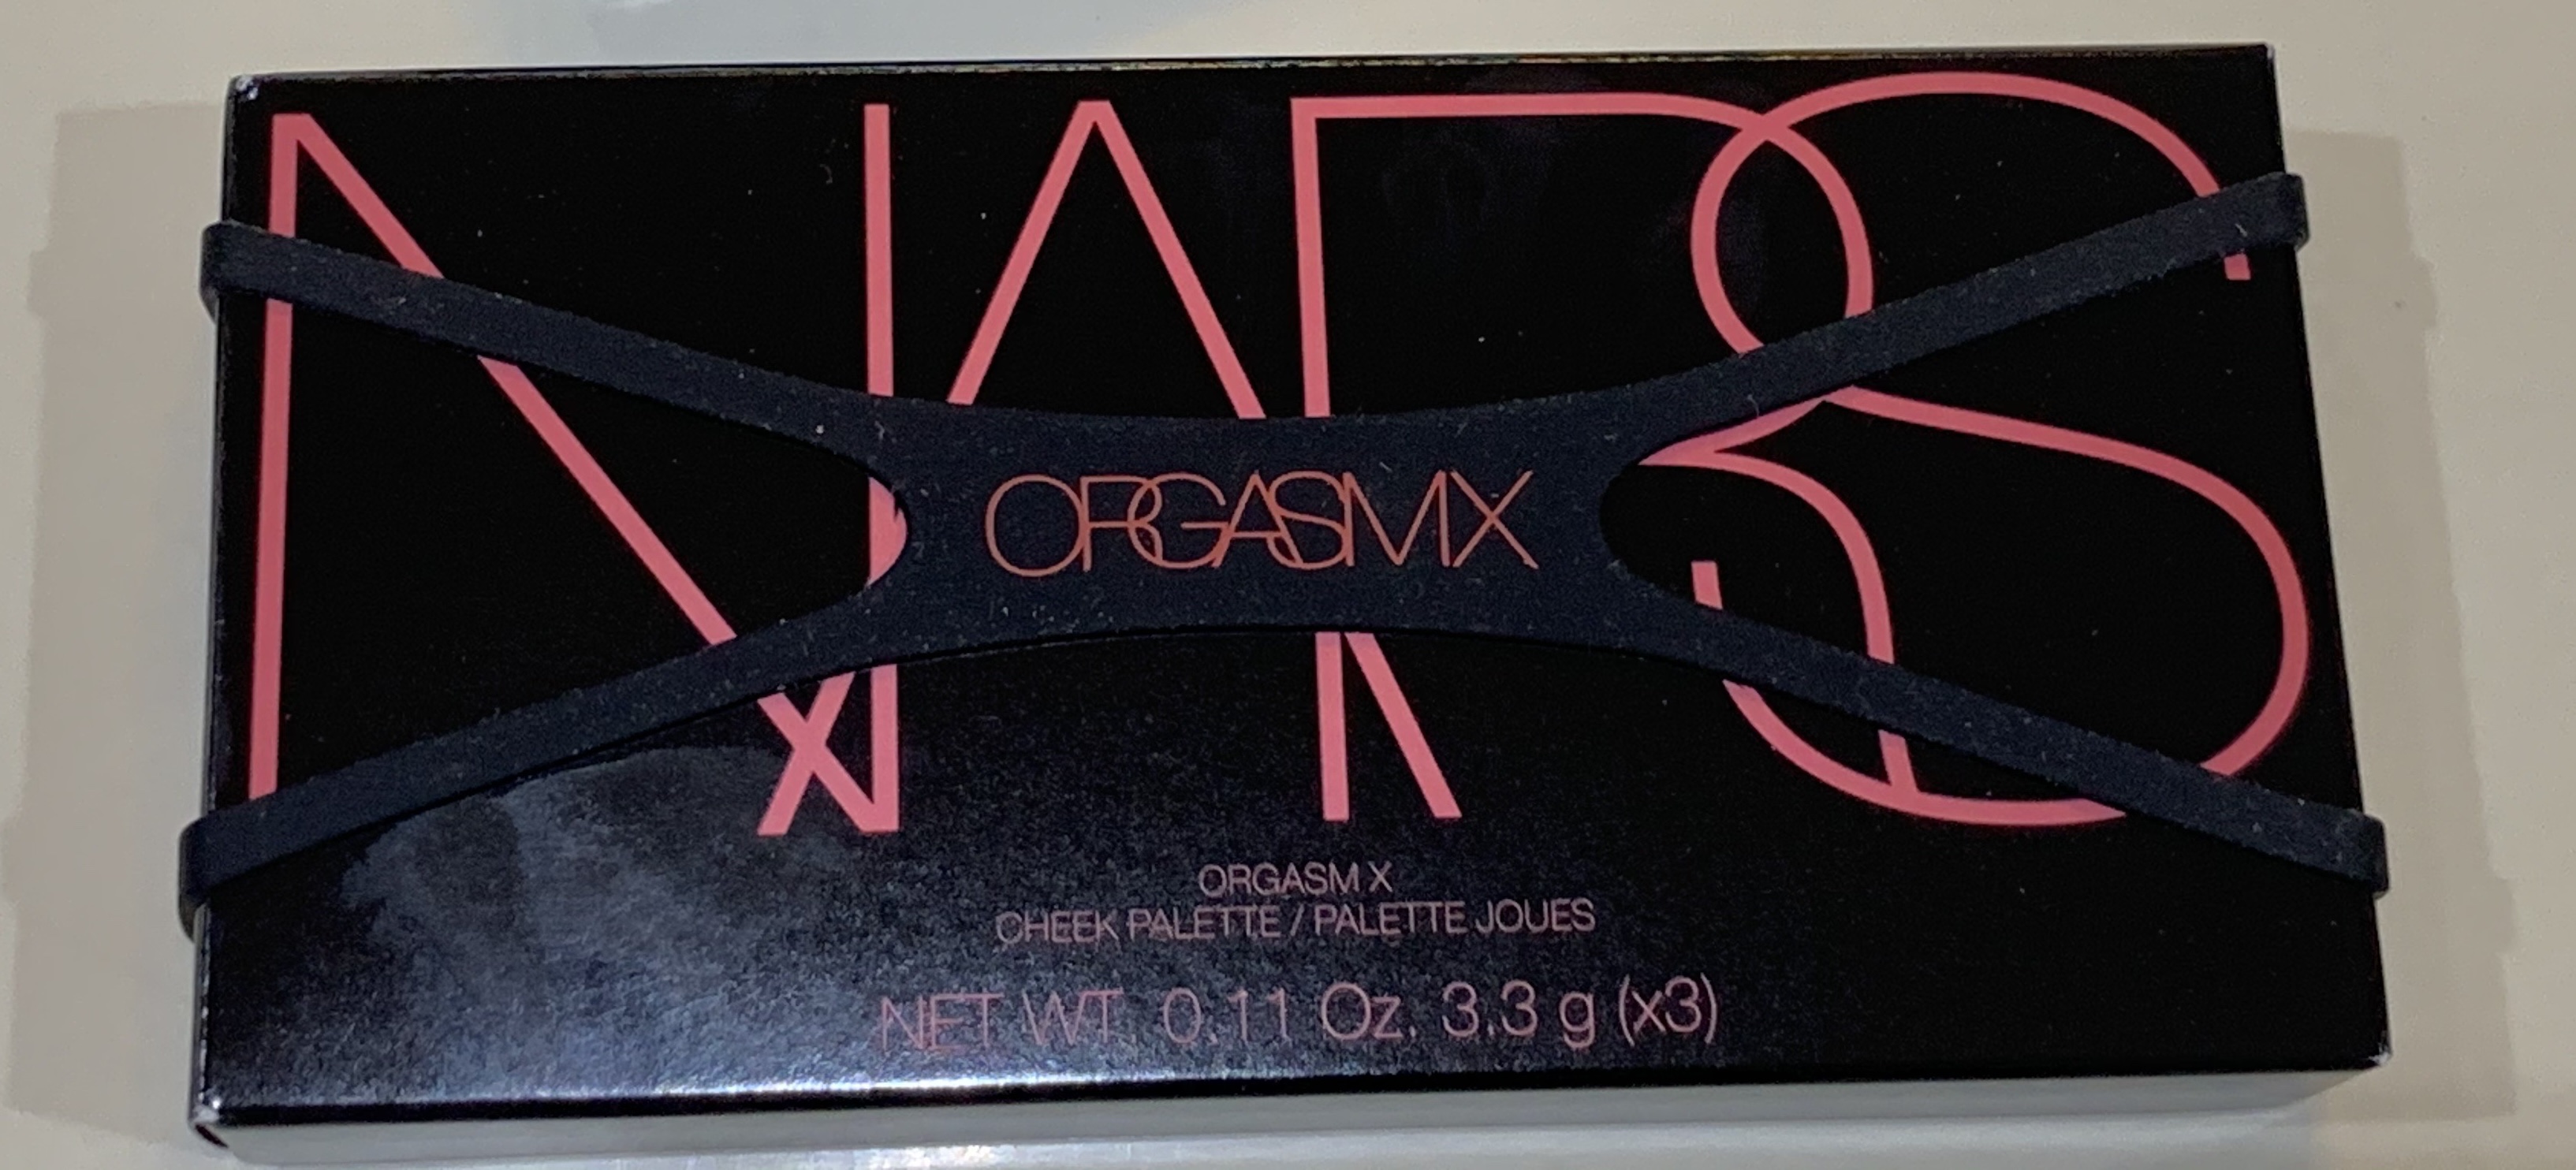 NARS
ORGASMX
ORGASM X
CHEEK PALETTE / PALETTE JOUES
NET WT. 0.11 Oz. 3.3 g (x3)